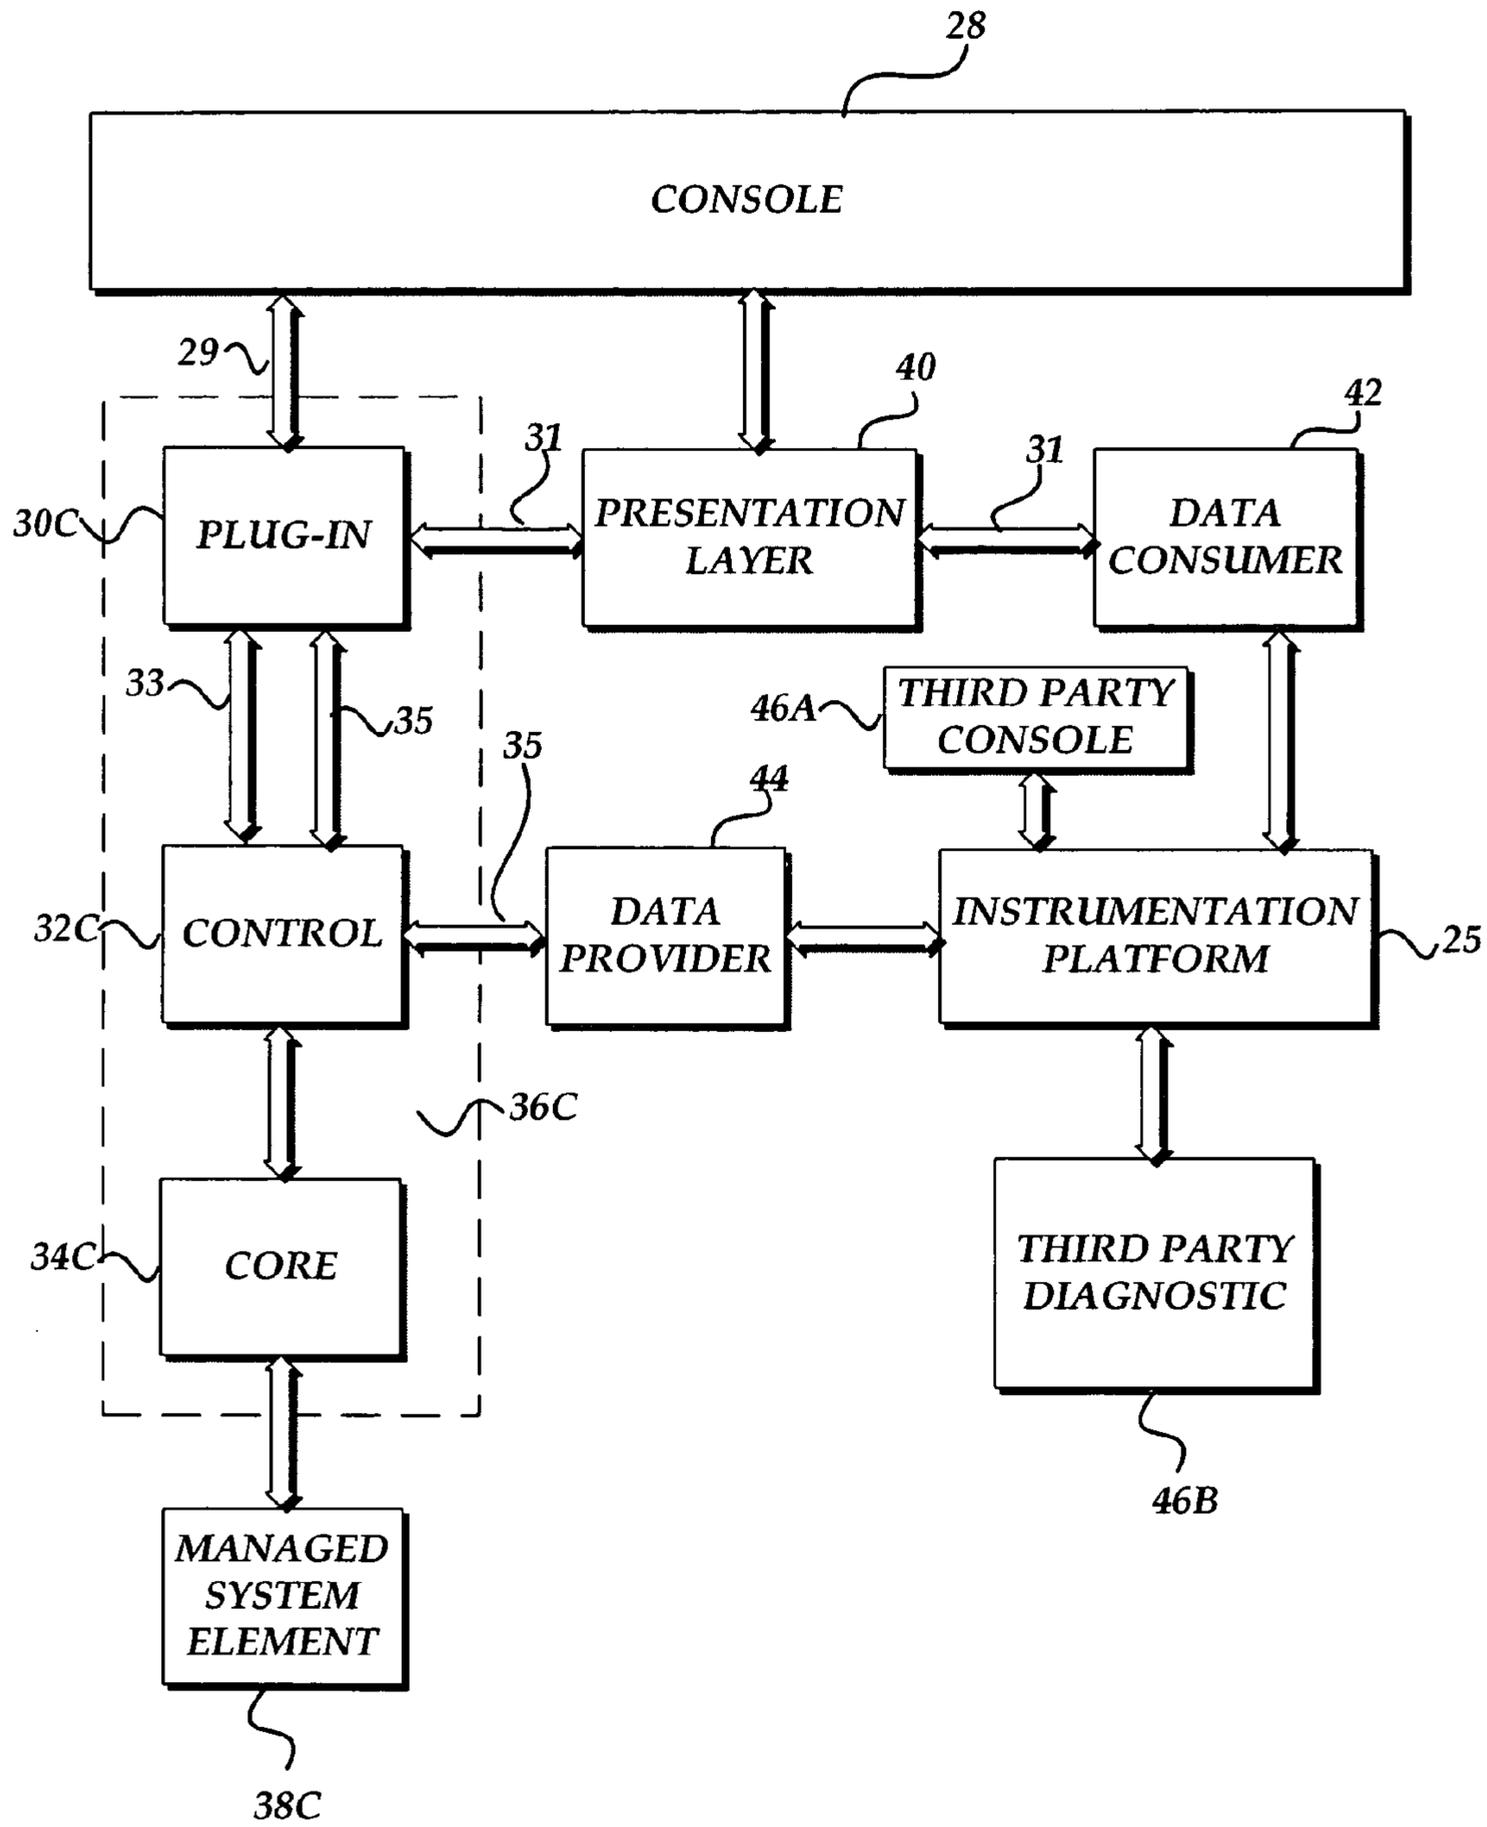 28
CONSOLE
29
40
42
31
31
30C
PLUG-IN
PRESENTATION
LAYER
DATA
CONSUMER
33
35
46A
THIRD PARTY
CONSOLE
35
44
32C
CONTROL
DATA
PROVIDER
INSTRUMENTATION
PLATFORM
25
36C
34C
CORE
THIRD PARTY
DIAGNOSTIC
46B
MANAGED
SYSTEM
ELEMENT
38C